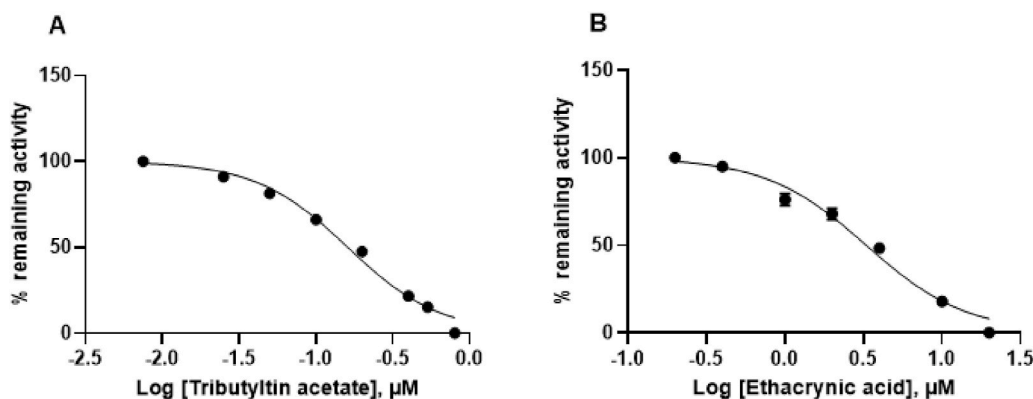 A
150
100
50
0
% remaining activity
-2.5 -2.0 -1.5 -1.0 -0.5 0.0
Log [Tributyltin acetate], µM
B
150
100
50
0
% remaining activity
-1.0 -0.5 0.0 0.5 1.0 1.5
Log [Ethacrynic acid], µM